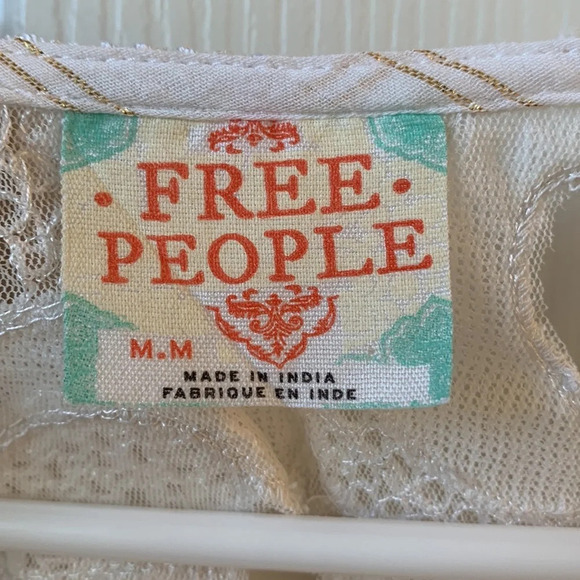 · FREE ·
PEOPLE
M.M
MADE IN INDIA
FABRIQUE EN INDE